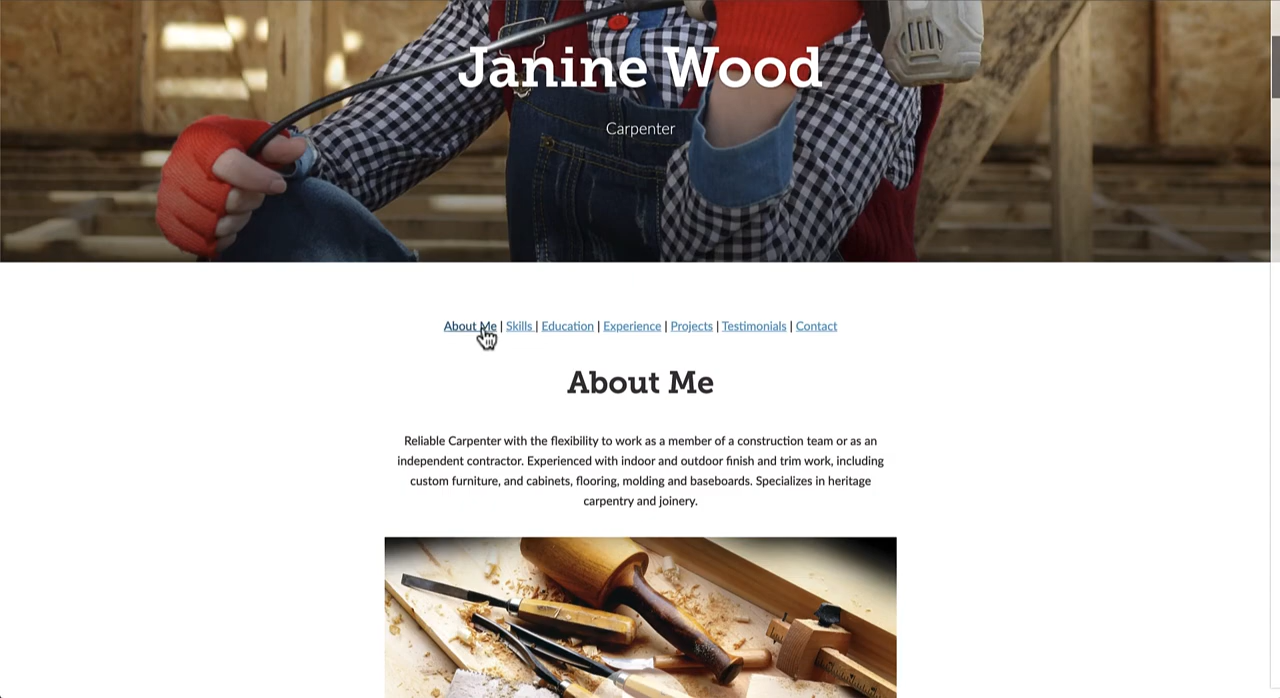 Janine Wood
Carpenter
About Me | Skills | Education | Experience | Projects | Testimonials | Contact
About Me
Reliable Carpenter with the flexibility to work as a member of a construction team or as an
independent contractor. Experienced with indoor and outdoor finish and trim work, including
custom furniture, and cabinets, flooring, molding and baseboards. Specializes in heritage
carpentry and joinery.